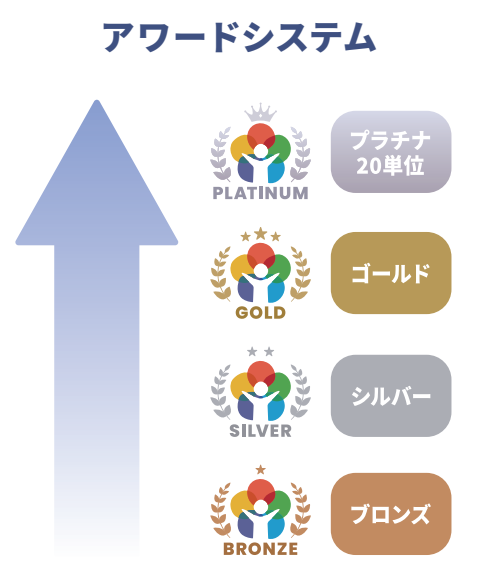 アワードシステム
PLATINUM
プラチナ
20単位
GOLD
ゴールド
SILVER
シルバー
BRONZE
ブロンズ